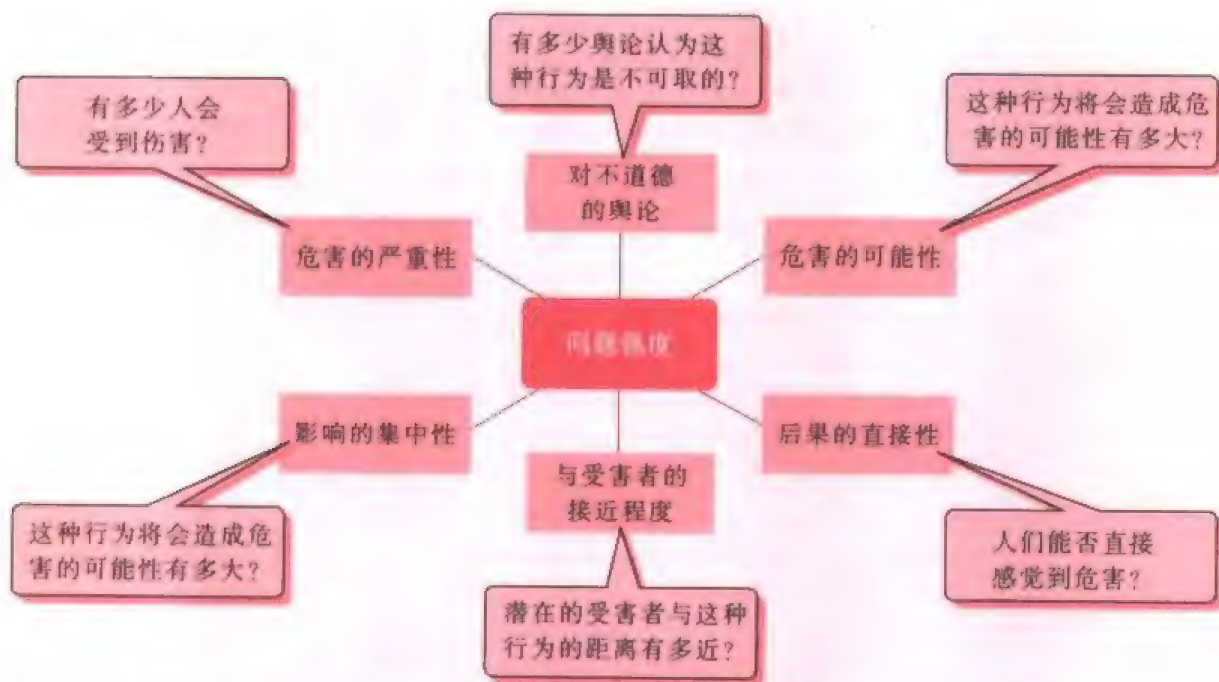 有多少舆论认为这
种行为是不可取的?
有多少人会
受到伤害?
这种行为将会造成危
害的可能性有多大?
对不道德
的舆论
危害的严重性
危害的可能性
问题强度
影响的集中性
后果的直接性
与受害者的
接近程度
这种行为将会造成危
害的可能性有多大?
人们能否直接
感觉到危害?
潜在的受害者与这种
行为的距离有多近?